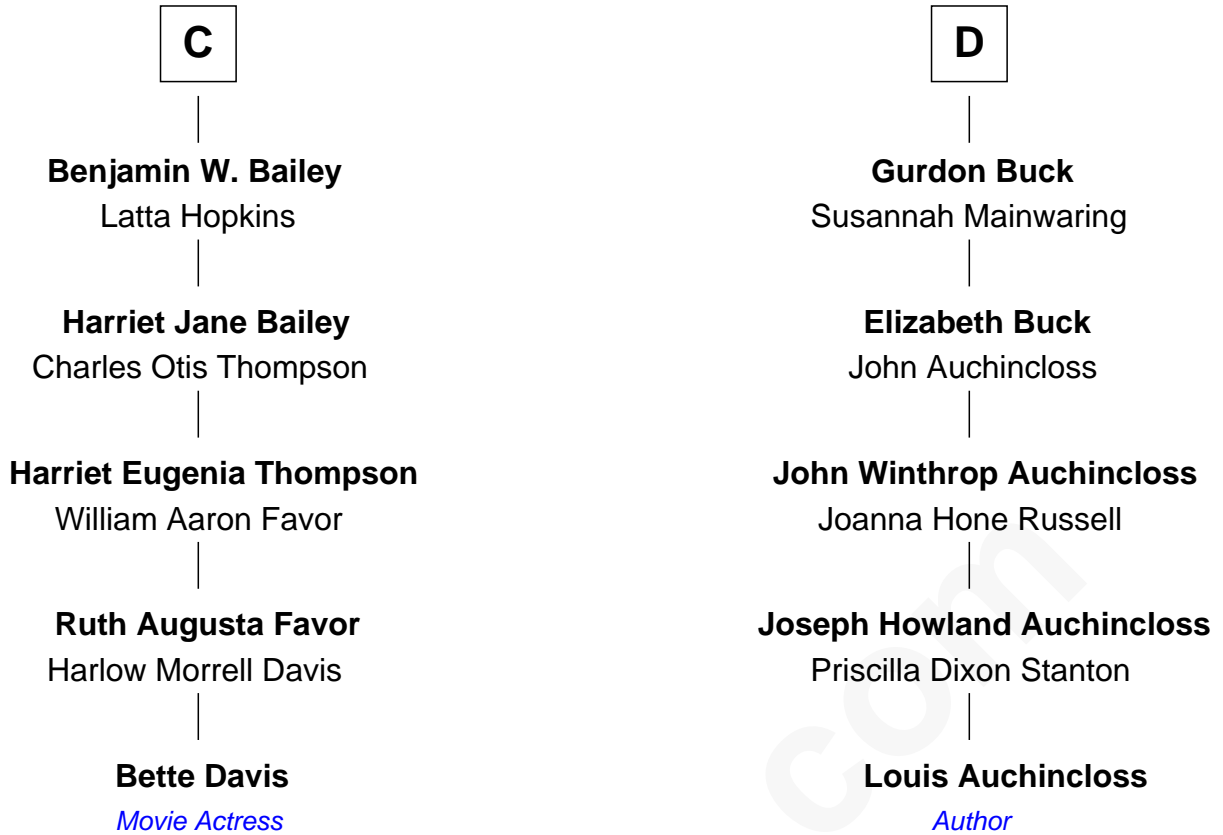 C
Benjamin W. Bailey
Latta Hopkins
Harriet Jane Bailey
Charles Otis Thompson
Harriet Eugenia Thompson
William Aaron Favor
Ruth Augusta Favor
Harlow Morrell Davis
Bette Davis
Movie Actress
D
Gurdon Buck
Susannah Mainwaring
Elizabeth Buck
John Auchincloss
John Winthrop Auchincloss
Joanna Hone Russell
Joseph Howland Auchincloss
Priscilla Dixon Stanton
Louis Auchincloss
Author
com